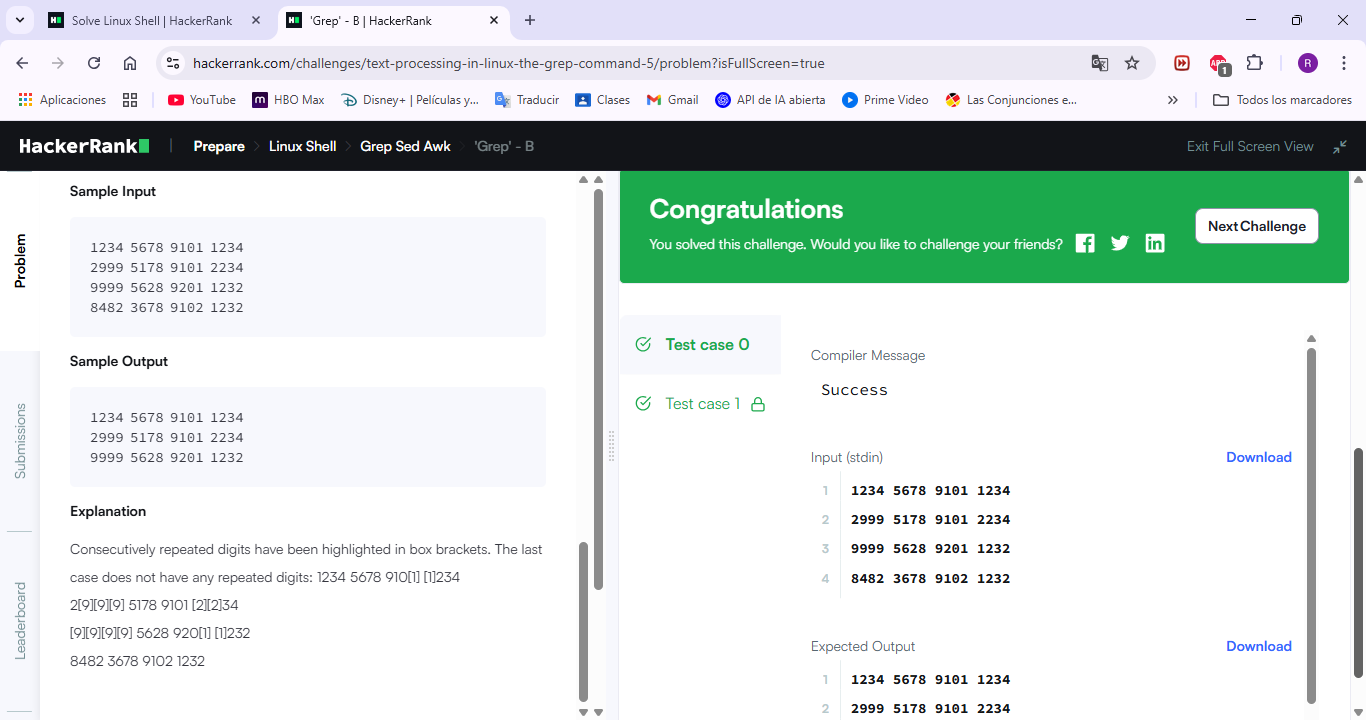 Solve Linux Shell | HackerRank
'Grep' - B | HackerRank
hackerrank.com/challenges/text-processing-in-linux-the-grep-command-5/problem?isFullScreen=true
ABP
1
R
Aplicaciones
YouTube
HBO Max
Disney+ | Películas y...
Traducir
Clases
Gmail
API de IA abierta
Prime Video
Las Conjunciones e...
Todos los marcadores
HackerRank
Prepare
Linux Shell
Grep Sed Awk
'Grep' - B
Exit Full Screen View
Problem
Submissions
Leaderboard
Sample Input
1234 5678 9101 1234
2999 5178 9101 2234
9999 5628 9201 1232
8482 3678 9102 1232
Sample Output
1234 5678 9101 1234
2999 5178 9101 2234
9999 5628 9201 1232
Explanation
Consecutively repeated digits have been highlighted in box brackets. The last
case does not have any repeated digits: 1234 5678 910[1] [1]234
2[9][9][9] 5178 9101 [2][2]34
[9][9][9][9] 5628 920[1] [1]232
8482 3678 9102 1232
Congratulations
You solved this challenge. Would you like to challenge your friends?
Next Challenge
Test case 0
Test case 1
Compiler Message
Success
Input (stdin)
Download
1 1234 5678 9101 1234
2 2999 5178 9101 2234
3 9999 5628 9201 1232
4 8482 3678 9102 1232
Expected Output
Download
1 1234 5678 9101 1234
2 2999 5178 9101 2234